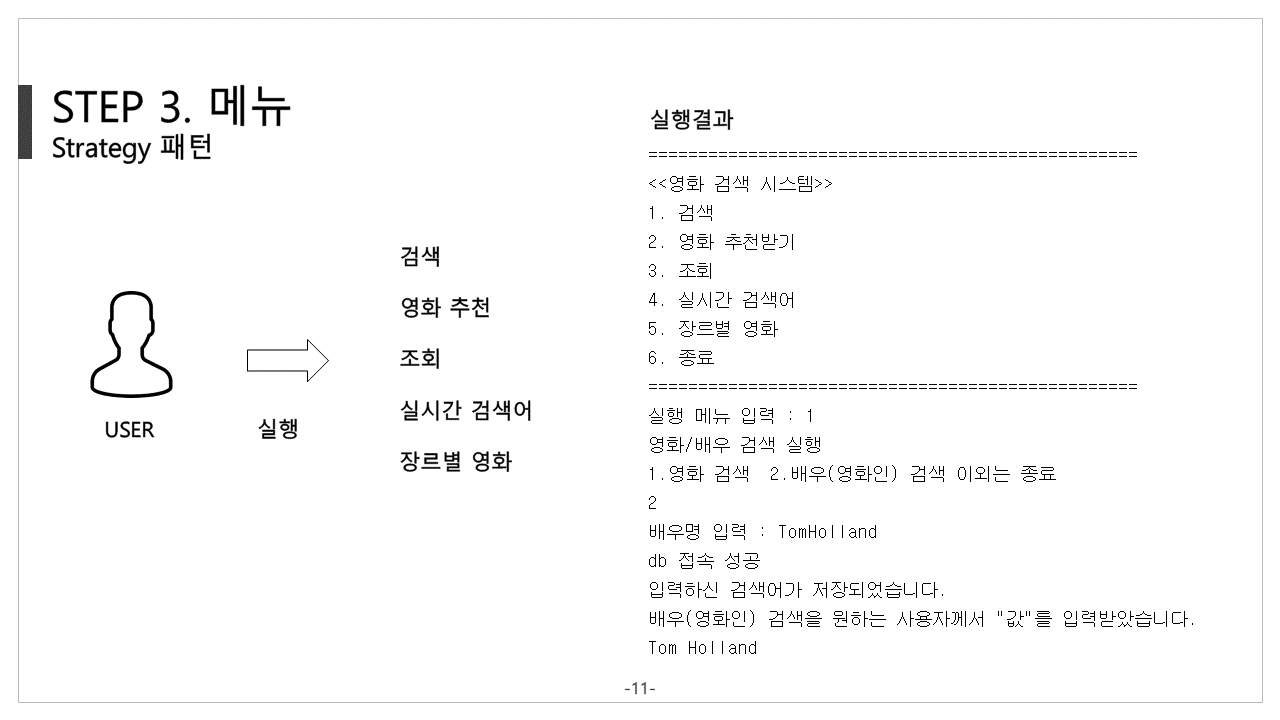 STEP 3. 메뉴
Strategy 패턴
USER
실행
검색
영화 추천
조회
실시간 검색어
장르별 영화
실행결과
=================================================
<<영화 검색 시스템>>
1. 검색
2. 영화 추천받기
3. 조회
4. 실시간 검색어
5. 장르별 영화
6. 종료
=================================================
실행 메뉴 입력 : 1
영화/배우 검색 실행
1.영화 검색  2.배우(영화인) 검색 이외는 종료
2
배우명 입력 : TomHolland
db 접속 성공
입력하신 검색어가 저장되었습니다.
배우(영화인) 검색을 원하는 사용자께서 "값"를 입력받았습니다.
Tom Holland
-11-